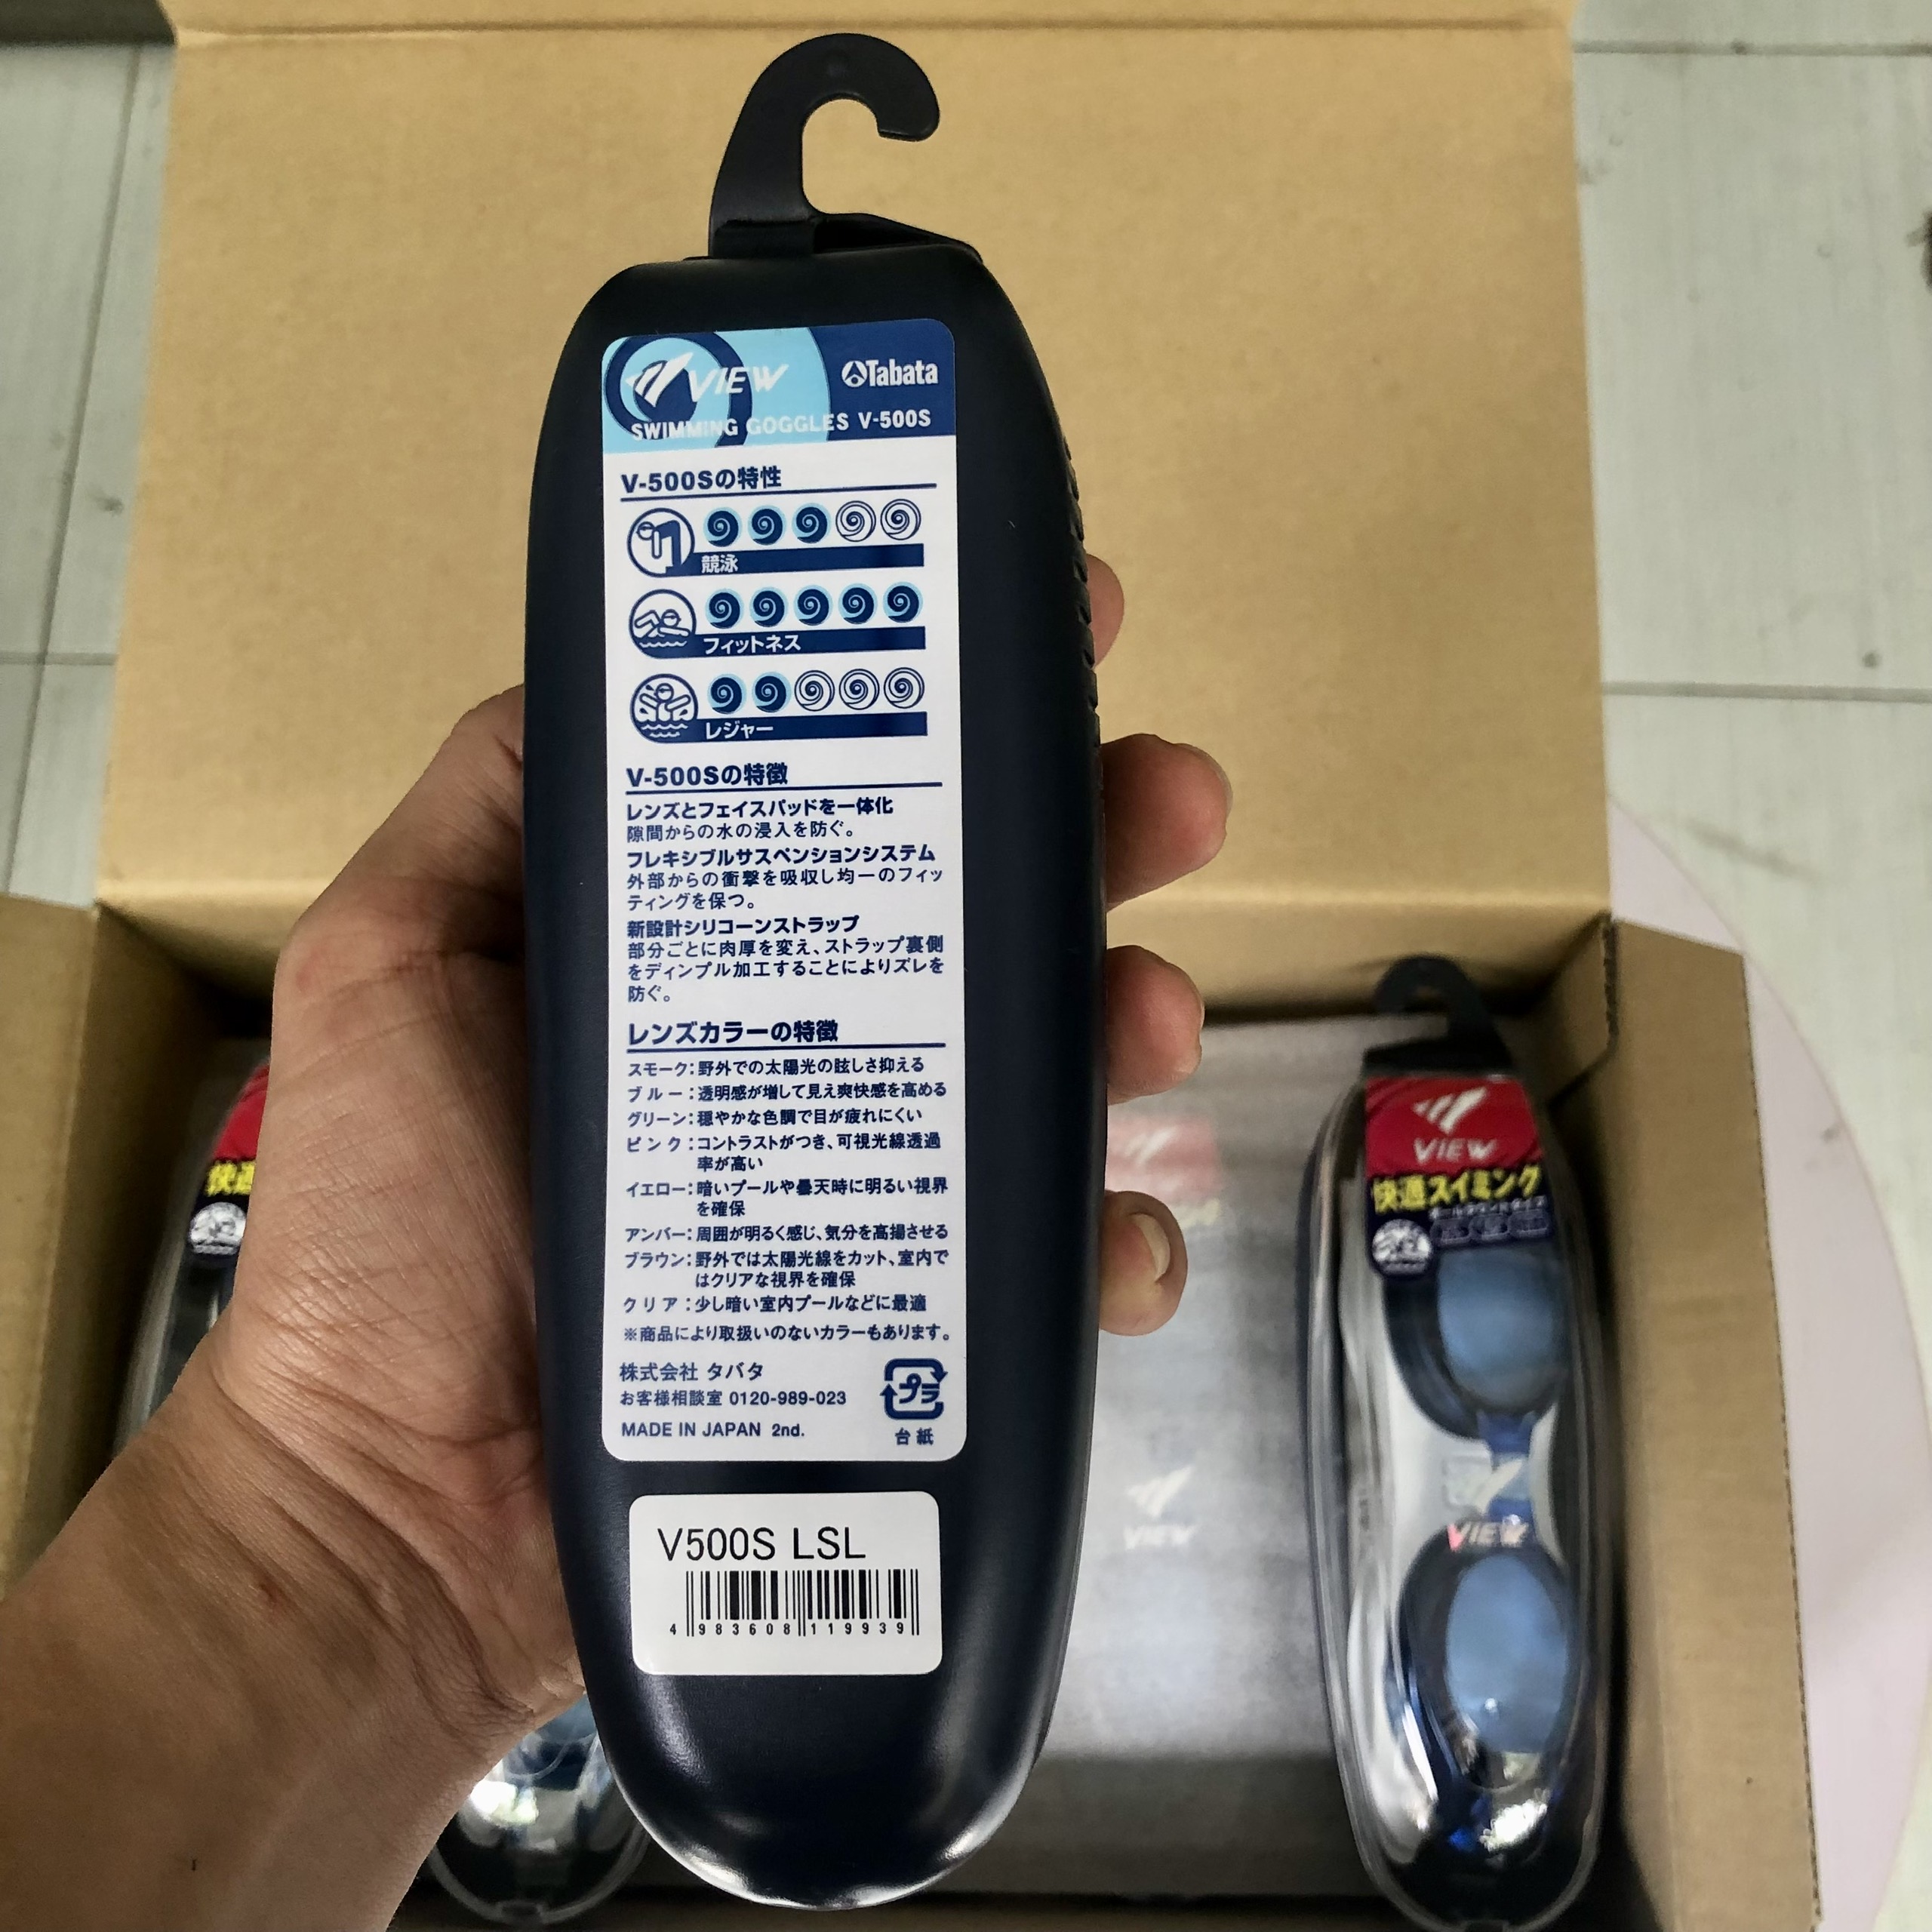 VIEW
Tabata
SWIMMING GOGGLES V-500S
V-500Sの特性
競泳
フィットネス
レジャー
V-500Sの特徴
レンズとフェイスパッドを一体化
隙間からの水の浸入を防ぐ。
フレキシブルサスペンションシステム
外部からの衝撃を吸収し均一のフィッ
ティングを保つ。
新設計シリコーンストラップ
部分ごとに肉厚を変え、ストラップ裏側
をディンプル加工することによりズレを
防ぐ。
レンズカラーの特徴
スモーク：野外での太陽光の眩しさ抑える
ブルー：透明感が増して見え爽快感を高める
グリーン：穏やかな色調で目が疲れにくい
ピンク：コントラストがつき、可視光線透過
率が高い
イエロー：暗いプールや曇天時に明るい視界
を確保
アンバー：周囲が明るく感じ、気分を高揚させる
ブラウン：野外では太陽光線をカット、室内で
はクリアな視界を確保
クリア：少し暗い室内プールなどに最適
※商品により取扱いのないカラーもあります。
株式会社 タバタ
お客様相談室 0120-989-023
MADE IN JAPAN 2nd.
プラ
台紙
V500S LSL
4 983608 119939
快適
VIEW
快適スイミング
VIEW
VIEW